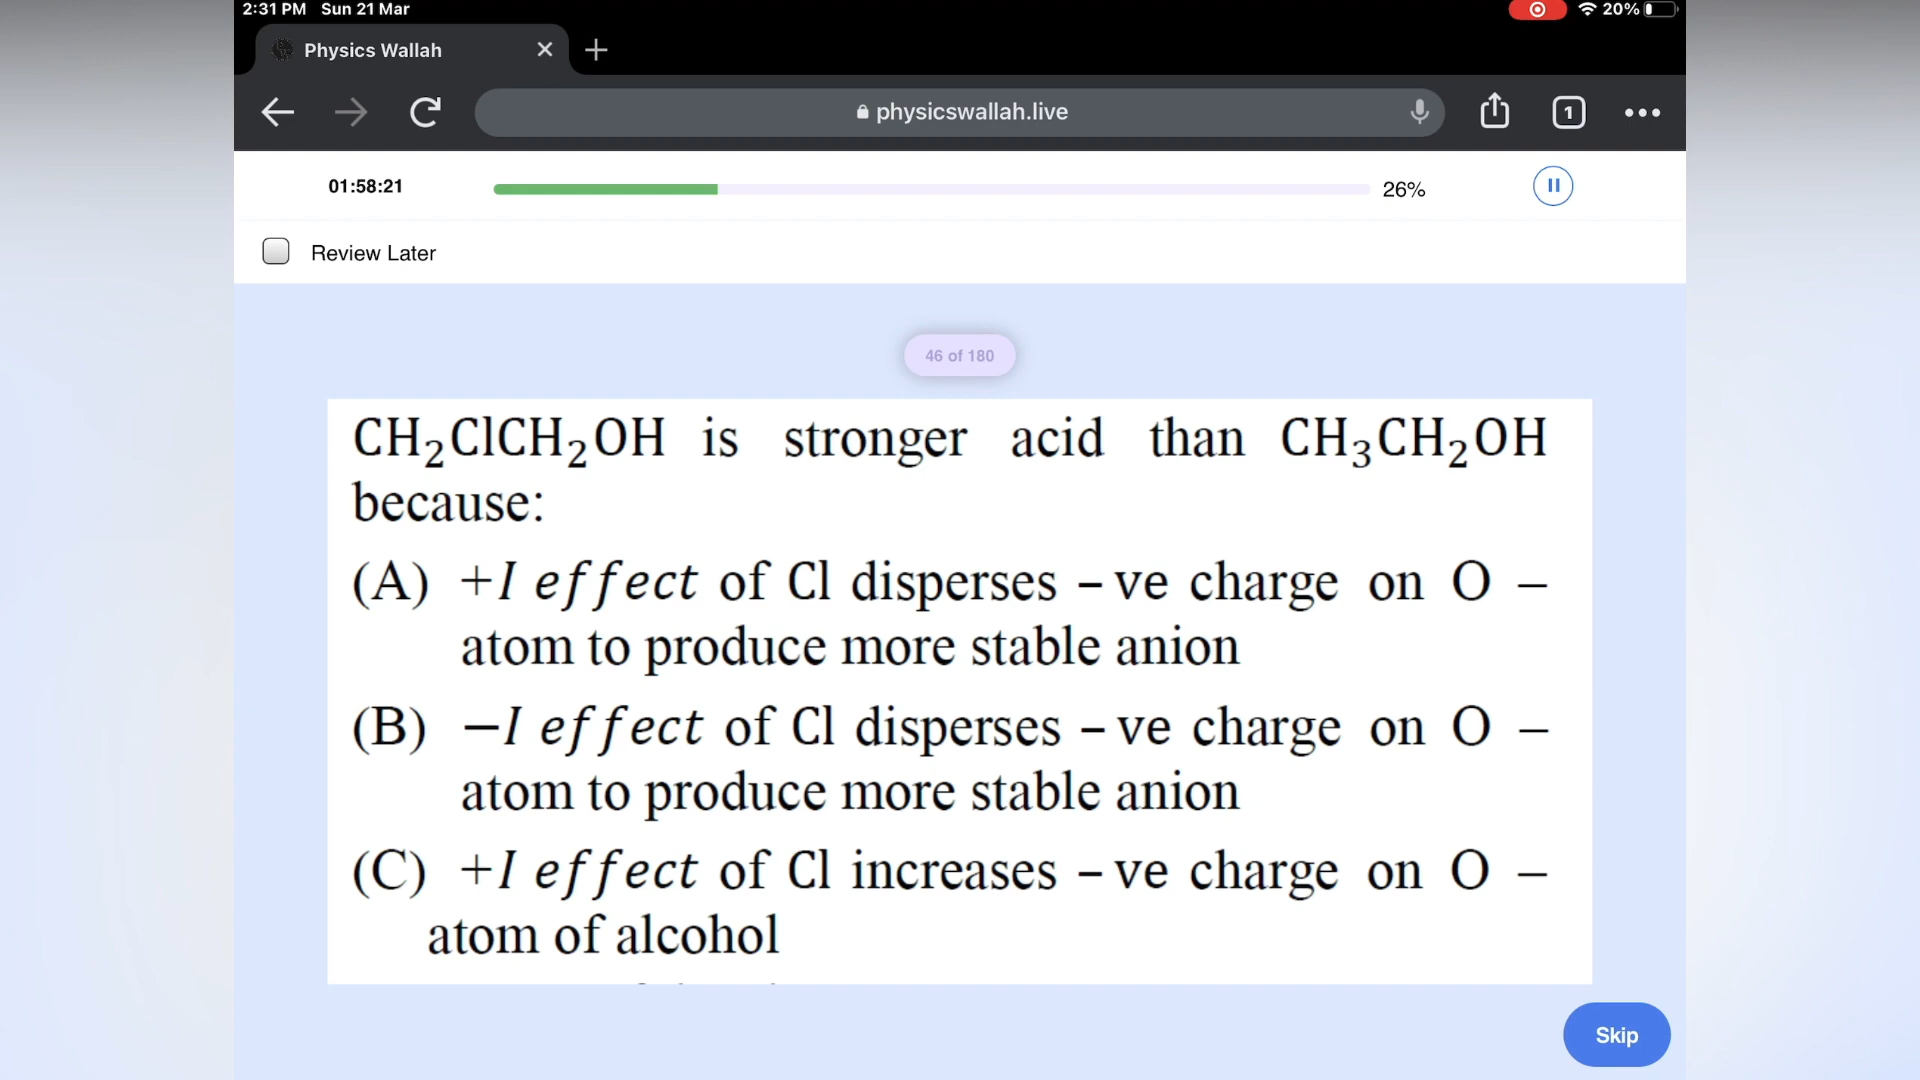 2:31 PM Sun 21 Mar
20%
Physics Wallah
physicswallah.live
1
01:58:21
26%
Review Later
46 of 180
CH₂ClCH₂OH is stronger acid than CH₃CH₂OH
because:
(A) +I effect of Cl disperses – ve charge on O –
atom to produce more stable anion
(B) −I effect of Cl disperses – ve charge on O –
atom to produce more stable anion
(C) +I effect of Cl increases – ve charge on O –
atom of alcohol
Skip